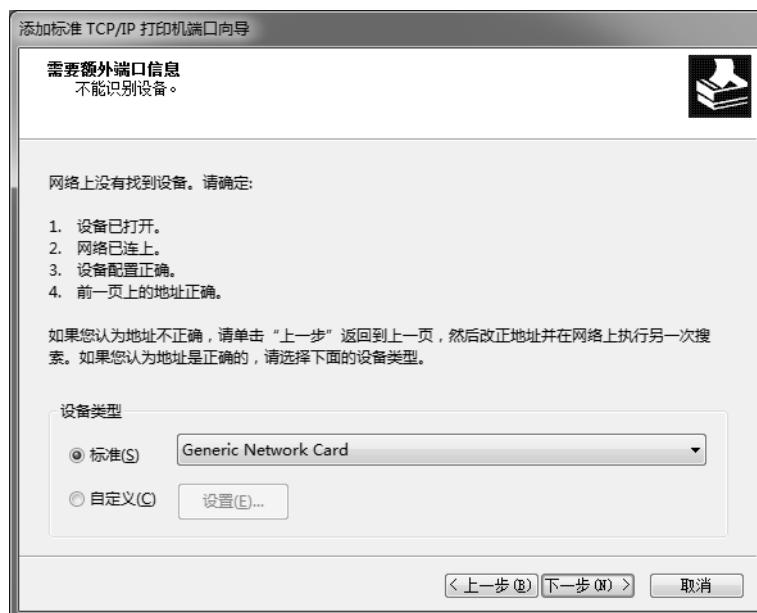 添加标准 TCP/IP 打印机端口向导
需要额外端口信息
不能识别设备。
网络上没有找到设备。请确定:
1. 设备已打开。
2. 网络已连上。
3. 设备配置正确。
4. 前一页上的地址正确。
如果您认为地址不正确，请单击“上一步”返回到上一页，然后改正地址并在网络上执行另一次搜
索。如果您认为地址是正确的，请选择下面的设备类型。
设备类型
标准(S) Generic Network Card
自定义(C) 设置(E)...
< 上一步(B) 下一步(N) > 取消